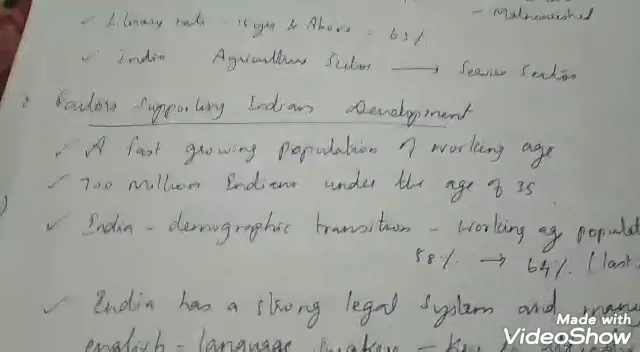 - Malnourished
✓ Literacy rate - 15 yrs & Above = 63%
✓ India Agriculture Sector → Service Sector
Factors Supporting Indians Development
✓ A fast growing population of working age
✓ 700 million Indians under the age of 35
✓ India - demographic transition - working age populat
58% → 64% (last
✓ India has a strong legal system and many
english - language
Made with
VideoShow